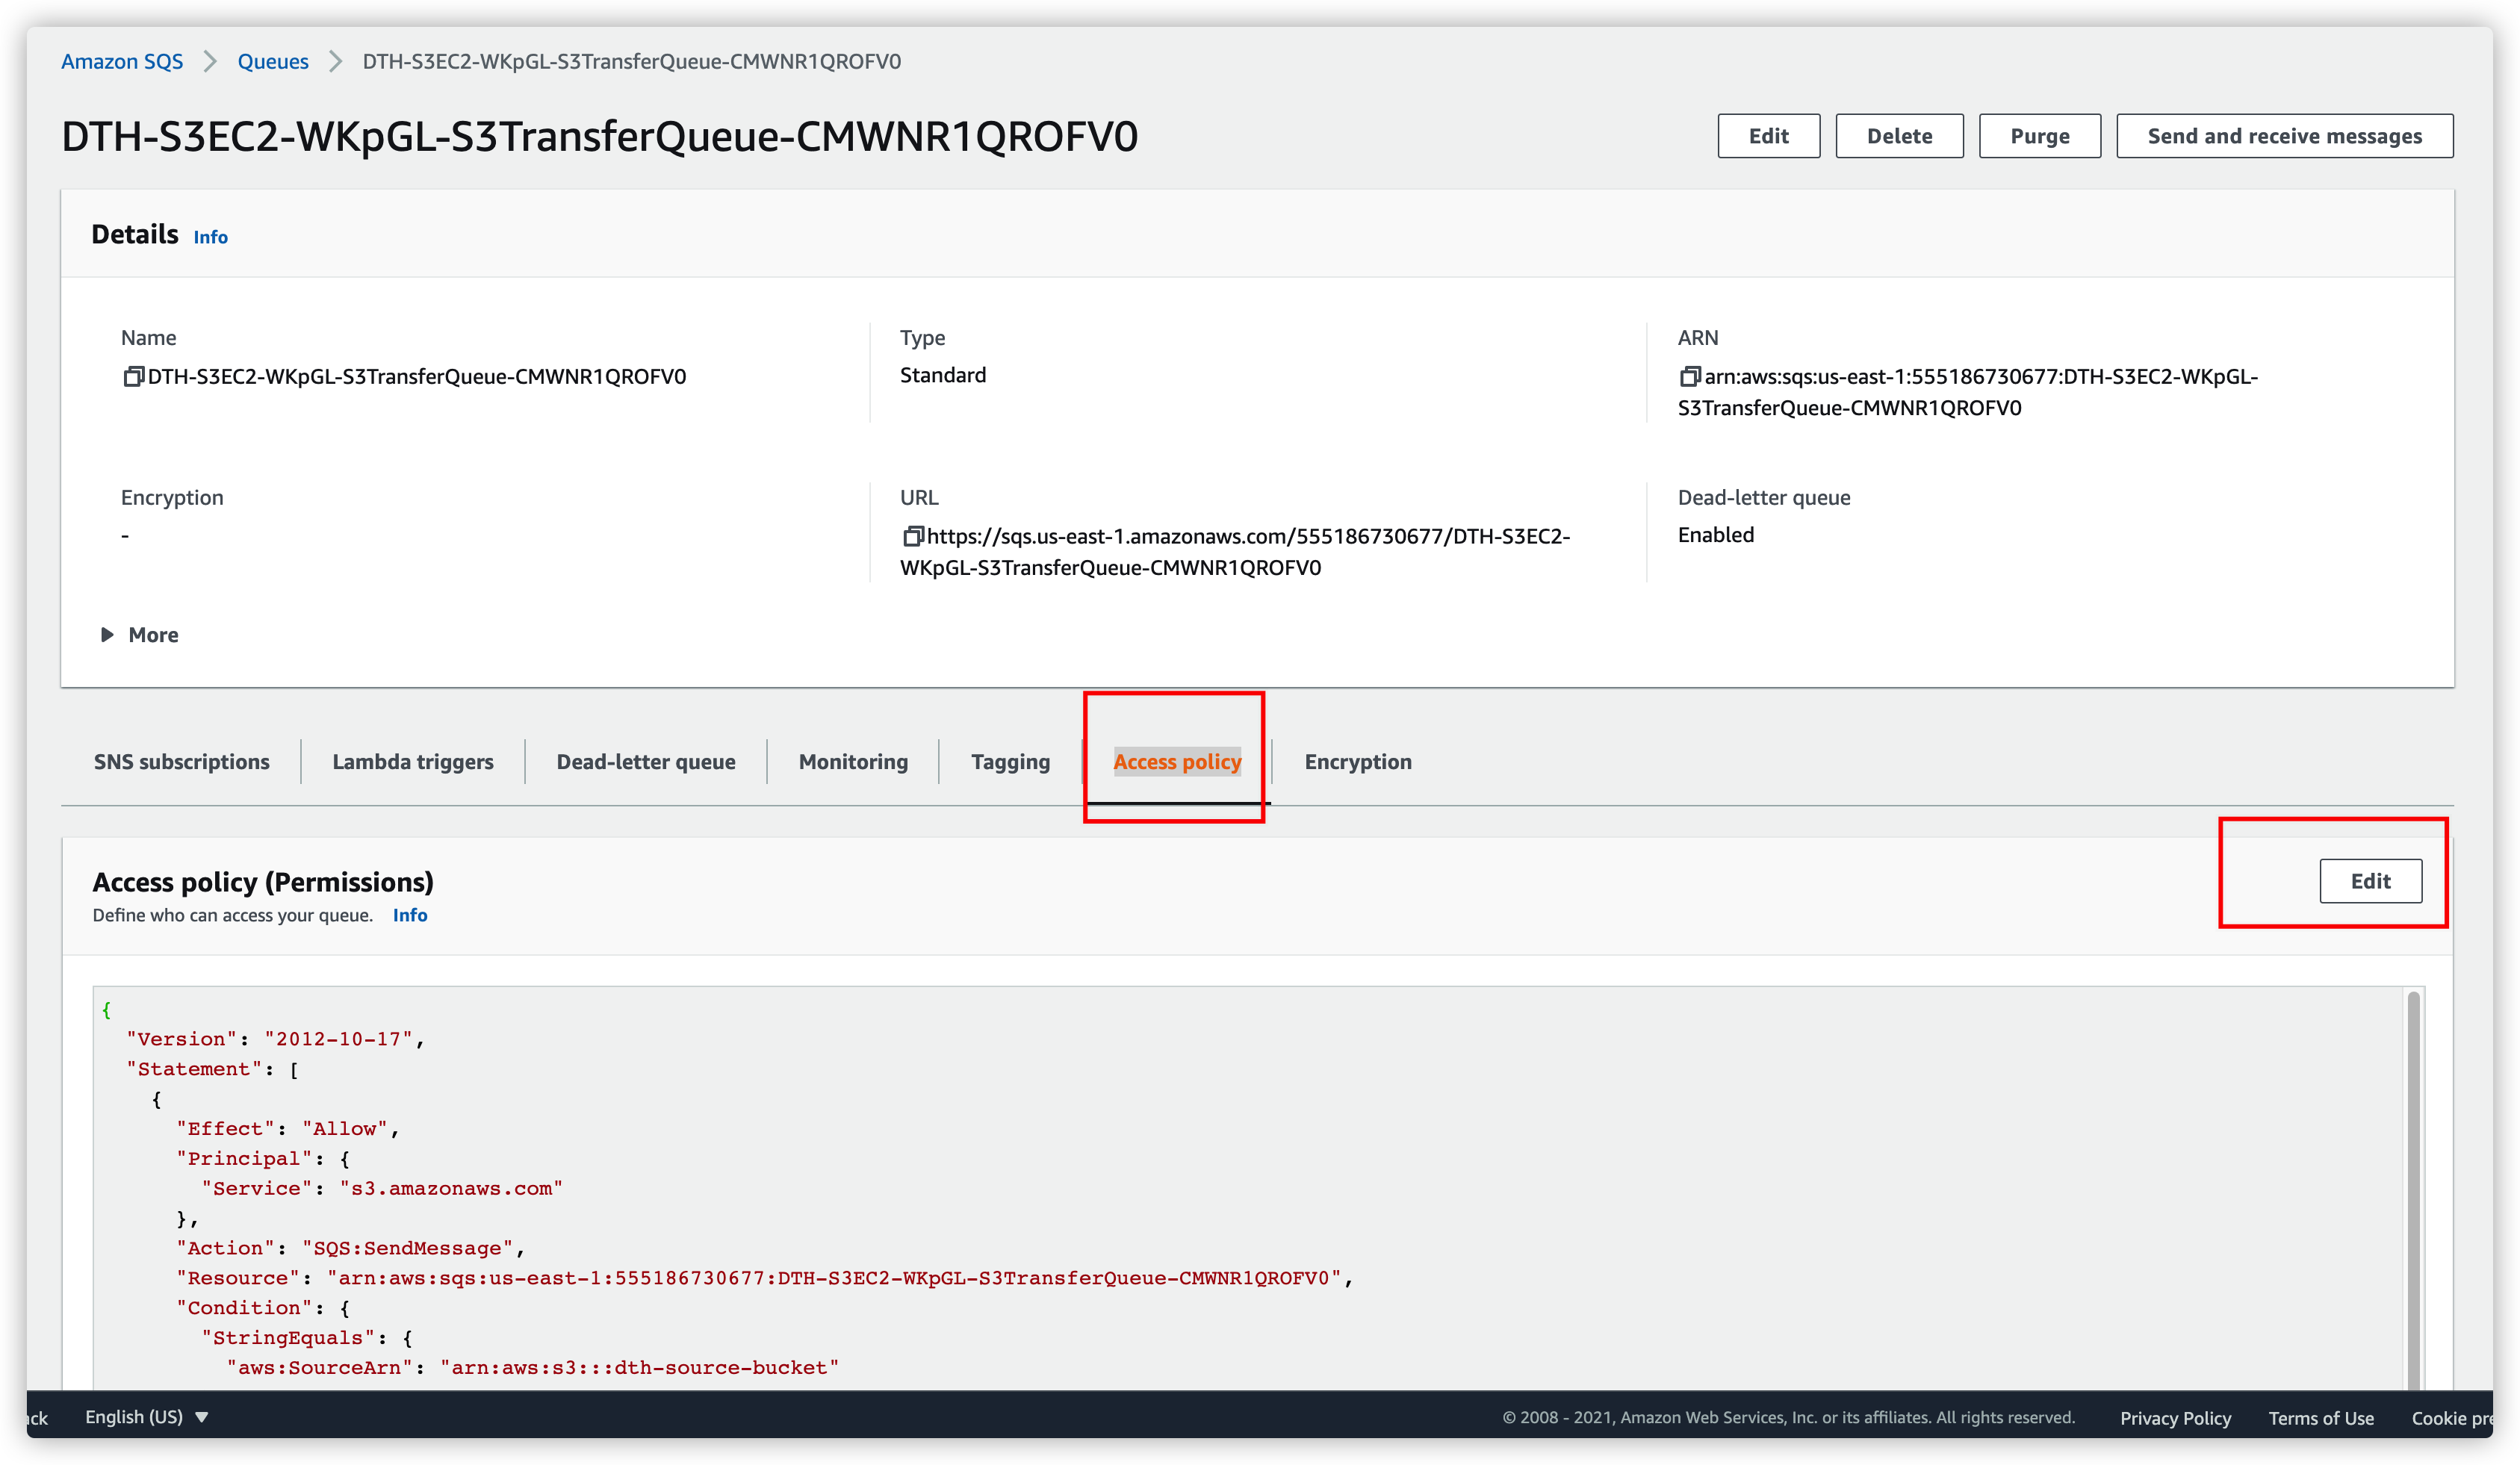 Amazon SQS > Queues > DTH-S3EC2-WKpGL-S3TransferQueue-CMWNR1QROFV0
DTH-S3EC2-WKpGL-S3TransferQueue-CMWNR1QROFV0
Edit
Delete
Purge
Send and receive messages
Details Info
Name
DTH-S3EC2-WKpGL-S3TransferQueue-CMWNR1QROFV0
Type
Standard
ARN
arn:aws:sqs:us-east-1:555186730677:DTH-S3EC2-WKpGL-
S3TransferQueue-CMWNR1QROFV0
Encryption
-
URL
https://sqs.us-east-1.amazonaws.com/555186730677/DTH-S3EC2-
WKpGL-S3TransferQueue-CMWNR1QROFV0
Dead-letter queue
Enabled
More
SNS subscriptions
Lambda triggers
Dead-letter queue
Monitoring
Tagging
Access policy
Encryption
Access policy (Permissions)
Define who can access your queue. Info
Edit
{
"Version": "2012-10-17",
"Statement": [
{
"Effect": "Allow",
"Principal": {
"Service": "s3.amazonaws.com"
},
"Action": "SQS:SendMessage",
"Resource": "arn:aws:sqs:us-east-1:555186730677:DTH-S3EC2-WKpGL-S3TransferQueue-CMWNR1QROFV0",
"Condition": {
"StringEquals": {
"aws:SourceArn": "arn:aws:s3:::dth-source-bucket"
English (US)
© 2008 - 2021, Amazon Web Services, Inc. or its affiliates. All rights reserved.
Privacy Policy
Terms of Use
Cookie